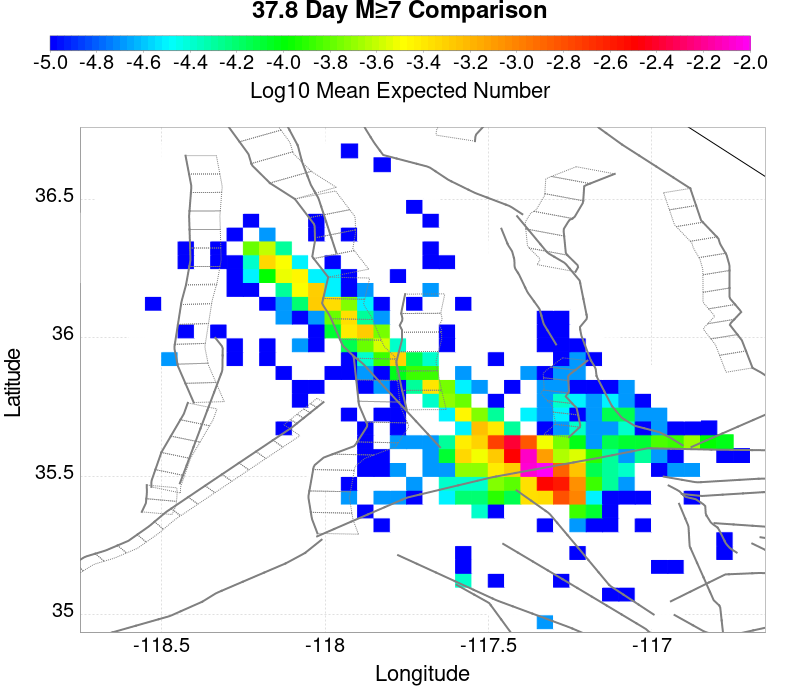 37.8 Day M≥7 Comparison
-5.0 -4.8 -4.6 -4.4 -4.2 -4.0 -3.8 -3.6 -3.4 -3.2 -3.0 -2.8 -2.6 -2.4 -2.2 -2.0
Log10 Mean Expected Number
36.5
36
35.5
35
Latitude
-118.5 -118 -117.5 -117
Longitude